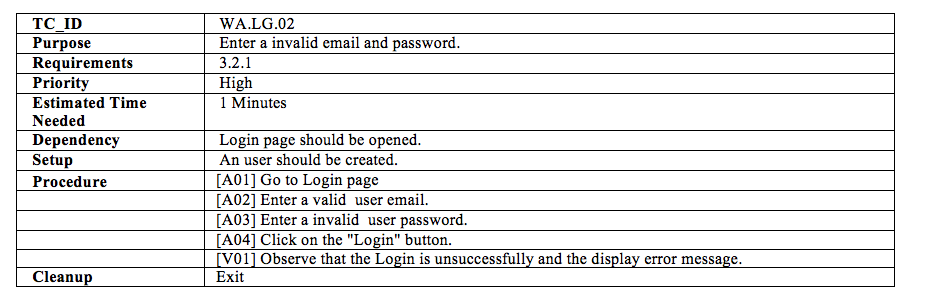 TC_ID WA.LG.02
Purpose Enter a invalid email and password.
Requirements 3.2.1
Priority High
Estimated Time Needed 1 Minutes
Dependency Login page should be opened.
Setup An user should be created.
Procedure [A01] Go to Login page
[A02] Enter a valid user email.
[A03] Enter a invalid user password.
[A04] Click on the "Login" button.
[V01] Observe that the Login is unsuccessfully and the display error message.
Cleanup Exit